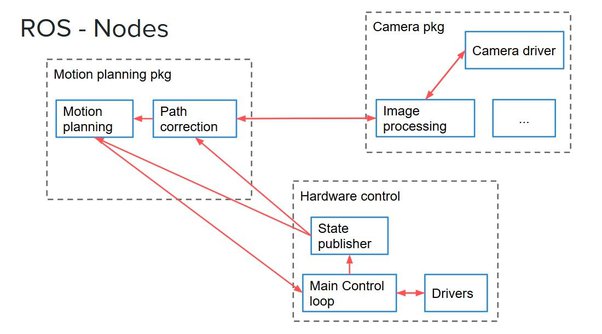 ROS - Nodes
Camera pkg
Camera driver
Motion planning pkg
Motion
planning
Path
correction
Image
processing
...
Hardware control
State
publisher
Main Control
loop
Drivers